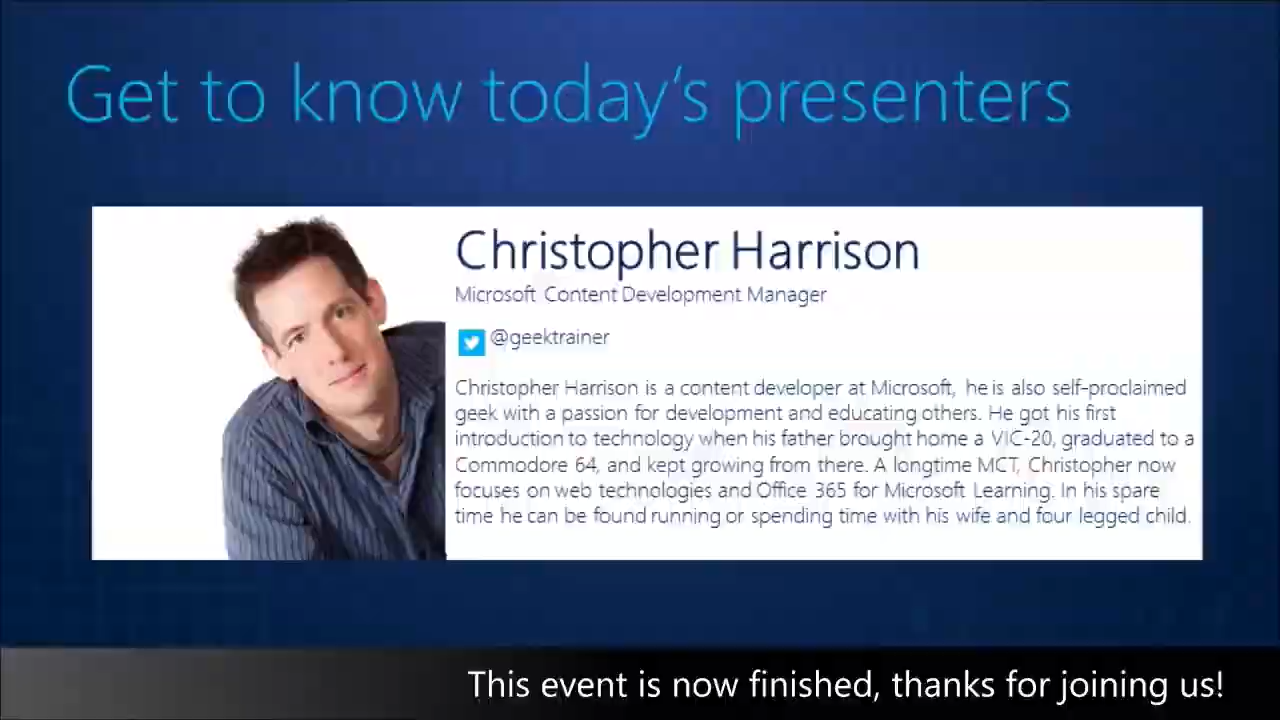 Get to know today's presenters
Christopher Harrison
Microsoft Content Development Manager
@geektrainer
Christopher Harrison is a content developer at Microsoft, he is also self-proclaimed
geek with a passion for development and educating others. He got his first
introduction to technology when his father brought home a VIC-20, graduated to a
Commodore 64, and kept growing from there. A longtime MCT, Christopher now
focuses on web technologies and Office 365 for Microsoft Learning. In his spare
time he can be found running or spending time with his wife and four legged child.
This event is now finished, thanks for joining us!